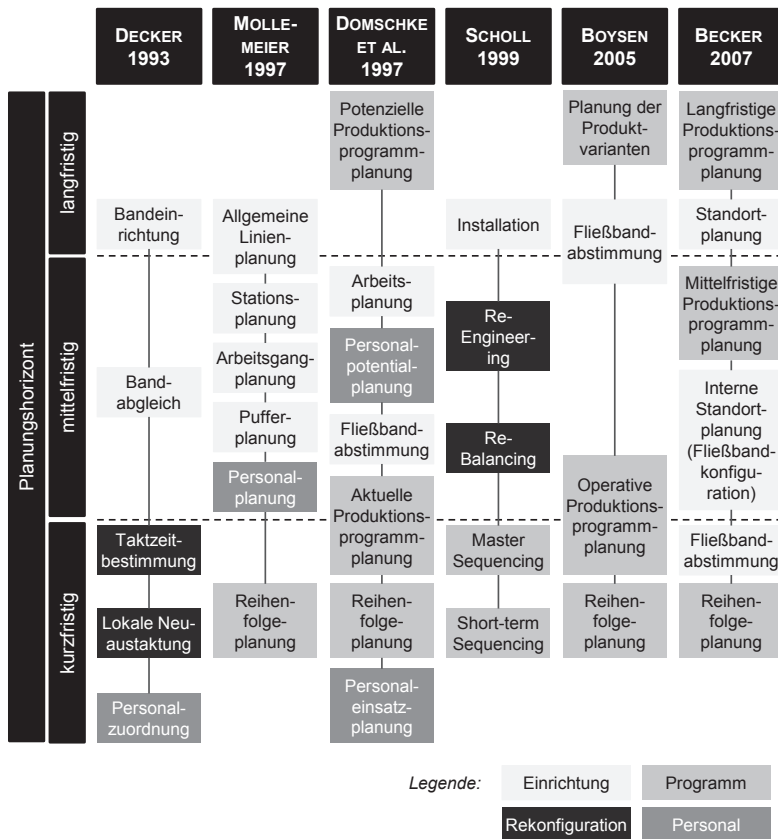 DECKER
1993
MOLLE-
MEIER
1997
DOMSCHKE
ET AL.
1997
SCHOLL
1999
BOYSEN
2005
BECKER
2007
Planungshorizont
langfristig
mittelfristig
kurzfristig
Bandein-
richtung
Band-
abgleich
Taktzeit-
bestimmung
Lokale Neu-
austaktung
Personal-
zuordnung
Allgemeine
Linien-
planung
Stations-
planung
Arbeitsgang-
planung
Puffer-
planung
Personal-
planung
Reihen-
folge-
planung
Potenzielle
Produktions-
programm-
planung
Arbeits-
planung
Personal-
potential-
planung
Fließband-
abstimmung
Aktuelle
Produktions-
programm-
planung
Reihen-
folge-
planung
Personal-
einsatz-
planung
Installation
Re-
Engineer-
ing
Re-
Balancing
Master
Sequencing
Short-term
Sequencing
Planung der
Produkt-
varianten
Fließband-
abstimmung
Operative
Produktions-
programm-
planung
Reihen-
folge-
planung
Langfristige
Produktions-
programm-
planung
Standort-
planung
Mittelfristige
Produktions-
programm-
planung
Interne
Standort-
planung
(Fließband-
konfigu-
ration)
Fließband-
abstimmung
Reihen-
folge-
planung
Legende:
Einrichtung
Programm
Rekonfiguration
Personal